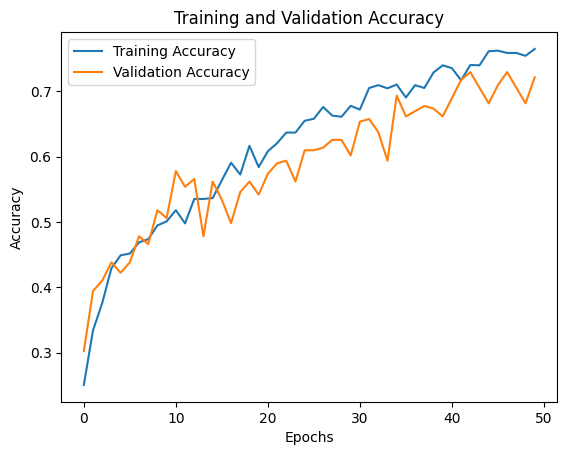 Training and Validation Accuracy
Training Accuracy
Validation Accuracy
0.7
0.6
0.5
0.4
0.3
Accuracy
0 10 20 30 40 50
Epochs